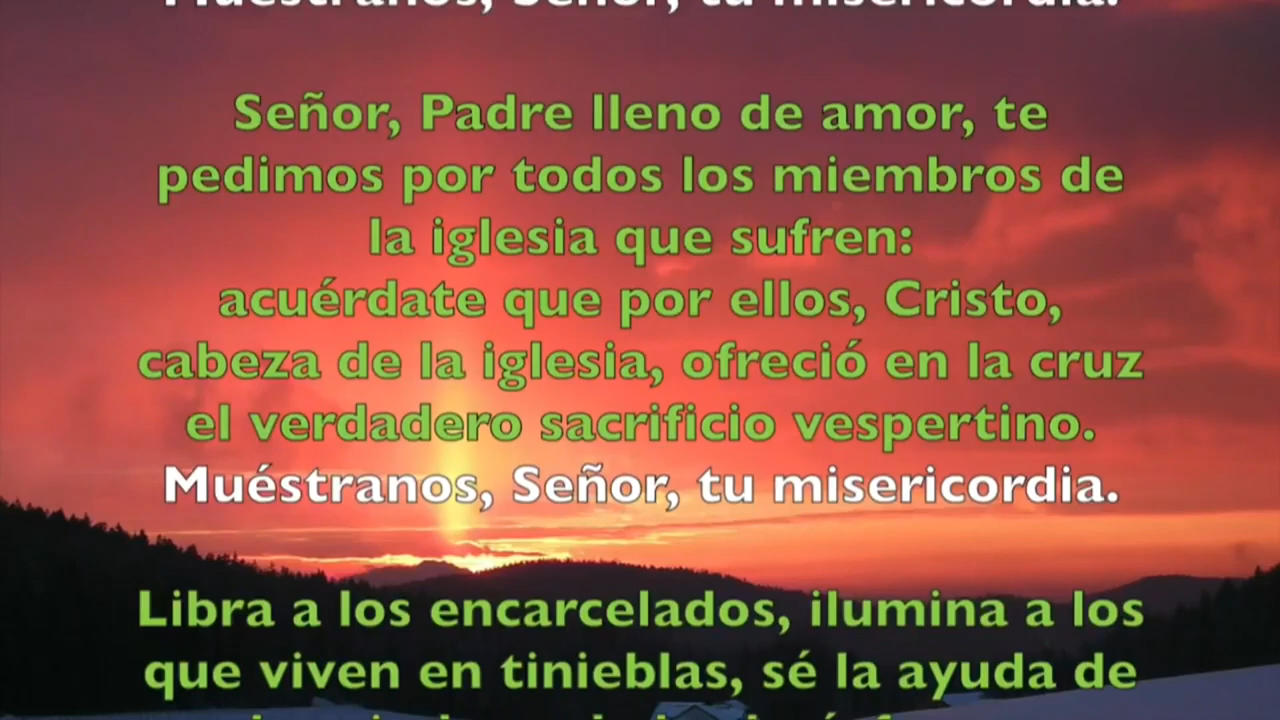 Muéstranos, Señor, tu misericordia.
Señor, Padre lleno de amor, te
pedimos por todos los miembros de
la iglesia que sufren:
acuérdate que por ellos, Cristo,
cabeza de la iglesia, ofreció en la cruz
el verdadero sacrificio vespertino.
Muéstranos, Señor, tu misericordia.
Libra a los encarcelados, ilumina a los
que viven en tinieblas, sé la ayuda de